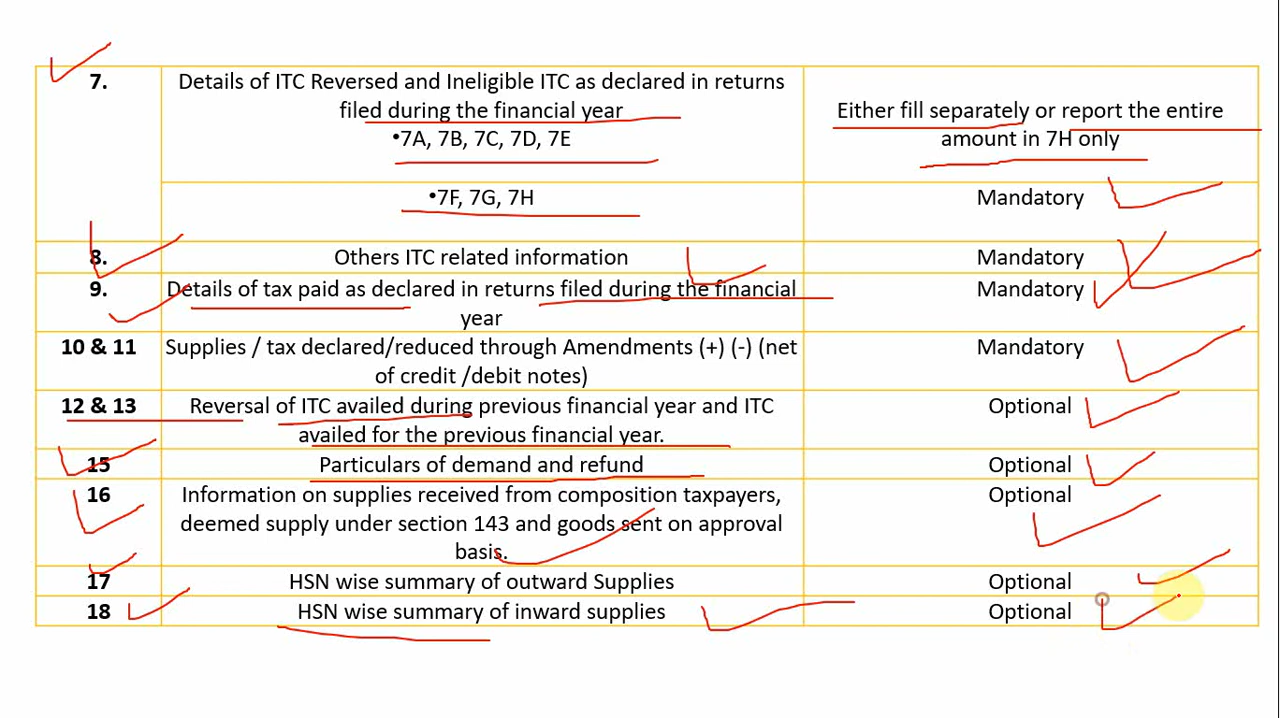 7.
Details of ITC Reversed and Ineligible ITC as declared in returns
filed during the financial year
•7A, 7B, 7C, 7D, 7E
Either fill separately or report the entire
amount in 7H only
•7F, 7G, 7H
Mandatory
8.
Others ITC related information
Mandatory
9.
Details of tax paid as declared in returns filed during the financial
year
Mandatory
10 & 11
Supplies / tax declared/reduced through Amendments (+) (-) (net
of credit /debit notes)
Mandatory
12 & 13
Reversal of ITC availed during previous financial year and ITC
availed for the previous financial year.
Optional
15
Particulars of demand and refund
Optional
16
Information on supplies received from composition taxpayers,
deemed supply under section 143 and goods sent on approval
basis.
Optional
17
HSN wise summary of outward Supplies
Optional
18
HSN wise summary of inward supplies
Optional